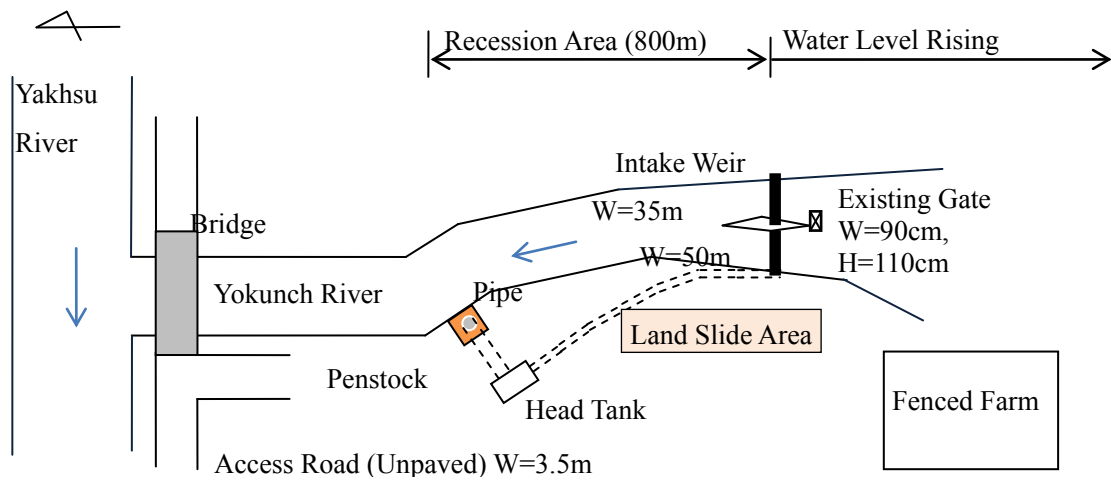 Recession Area (800m)
Water Level Rising
Yakhsu
River
Intake Weir
Existing Gate
W=90cm,
H=110cm
W=35m
Bridge
W=50m
Yokunch River
Pipe
Land Slide Area
Penstock
Head Tank
Fenced Farm
Access Road (Unpaved) W=3.5m